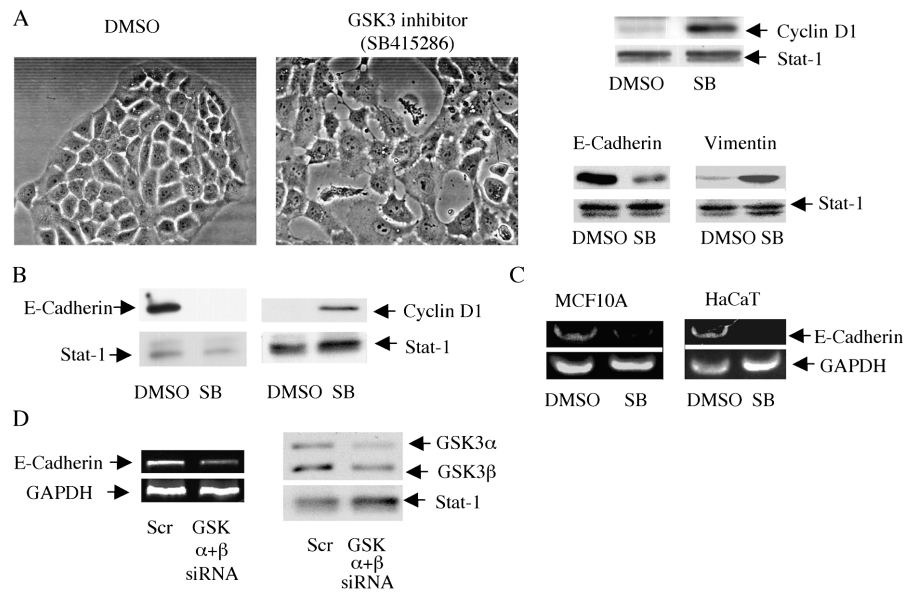 A
DMSO
GSK3 inhibitor
(SB415286)
Cyclin D1
Stat-1
DMSO SB
E-Cadherin Vimentin
Stat-1
DMSO SB DMSO SB
B
E-Cadherin
Stat-1
DMSO SB
Cyclin D1
Stat-1
DMSO SB
C
MCF10A HaCaT
E-Cadherin
GAPDH
DMSO SB DMSO SB
D
E-Cadherin
GAPDH
Scr GSK
α+β
siRNA
GSK3α
GSK3β
Stat-1
Scr GSK
α+β
siRNA